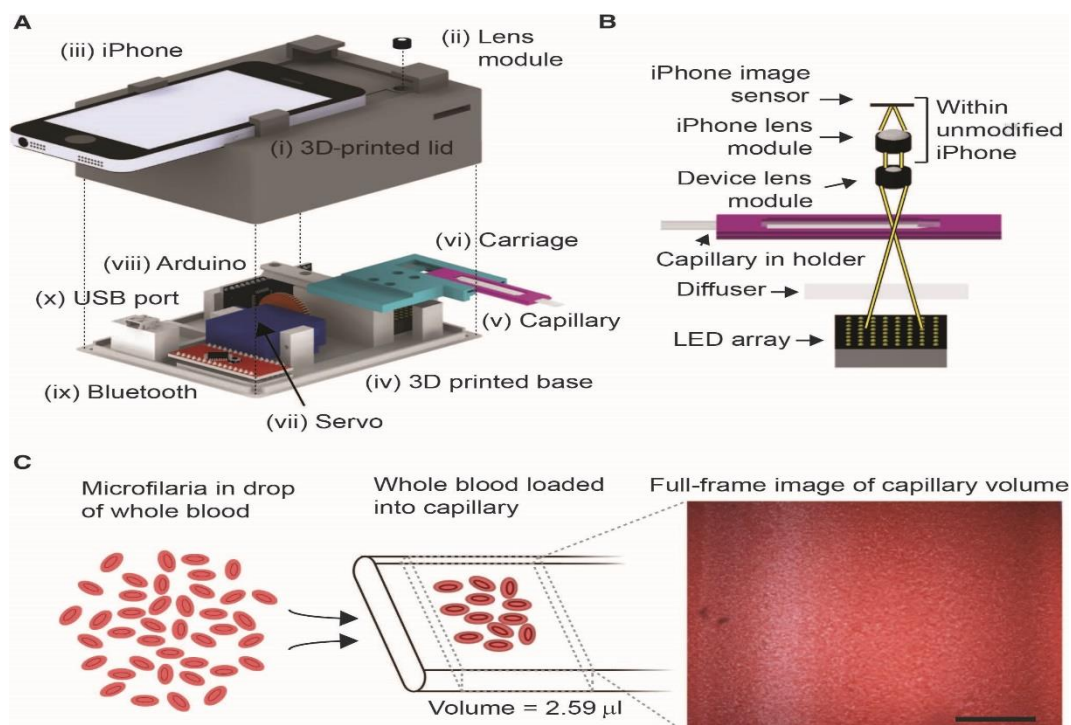 A
(iii) iPhone
(ii) Lens
module
(i) 3D-printed lid
(viii) Arduino
(vi) Carriage
(x) USB port
(v) Capillary
(ix) Bluetooth
(iv) 3D printed base
(vii) Servo
B
iPhone image
sensor
iPhone lens
module
Within
unmodified
iPhone
Device lens
module
Capillary in holder
Diffuser
LED array
C
Microfilaria in drop
of whole blood
Whole blood loaded
into capillary
Full-frame image of capillary volume
Volume = 2.59 μl